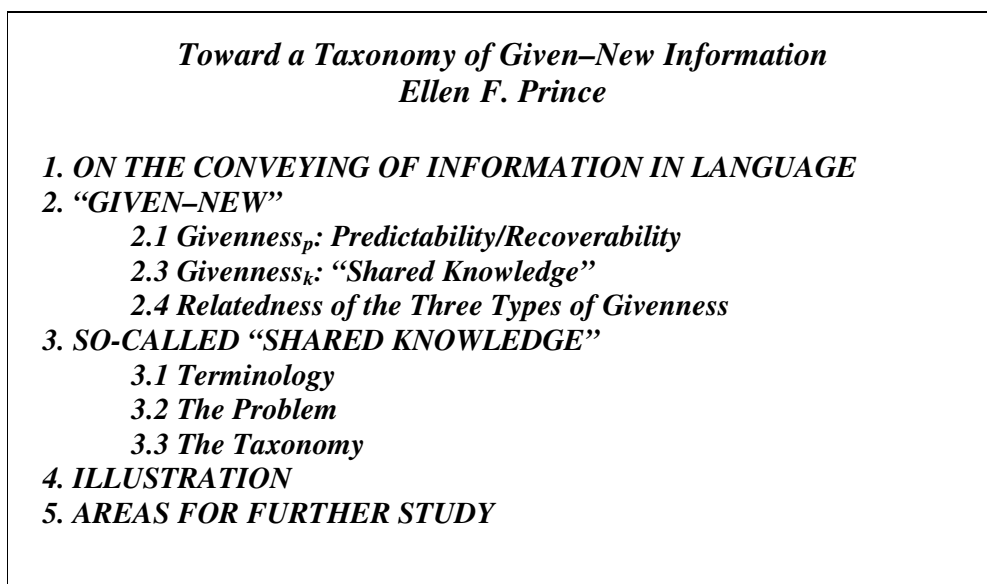 Toward a Taxonomy of Given–New Information
Ellen F. Prince
1. ON THE CONVEYING OF INFORMATION IN LANGUAGE
2. “GIVEN–NEW”
2.1 Givennessp: Predictability/Recoverability
2.3 Givennessk: “Shared Knowledge”
2.4 Relatedness of the Three Types of Givenness
3. SO-CALLED “SHARED KNOWLEDGE”
3.1 Terminology
3.2 The Problem
3.3 The Taxonomy
4. ILLUSTRATION
5. AREAS FOR FURTHER STUDY